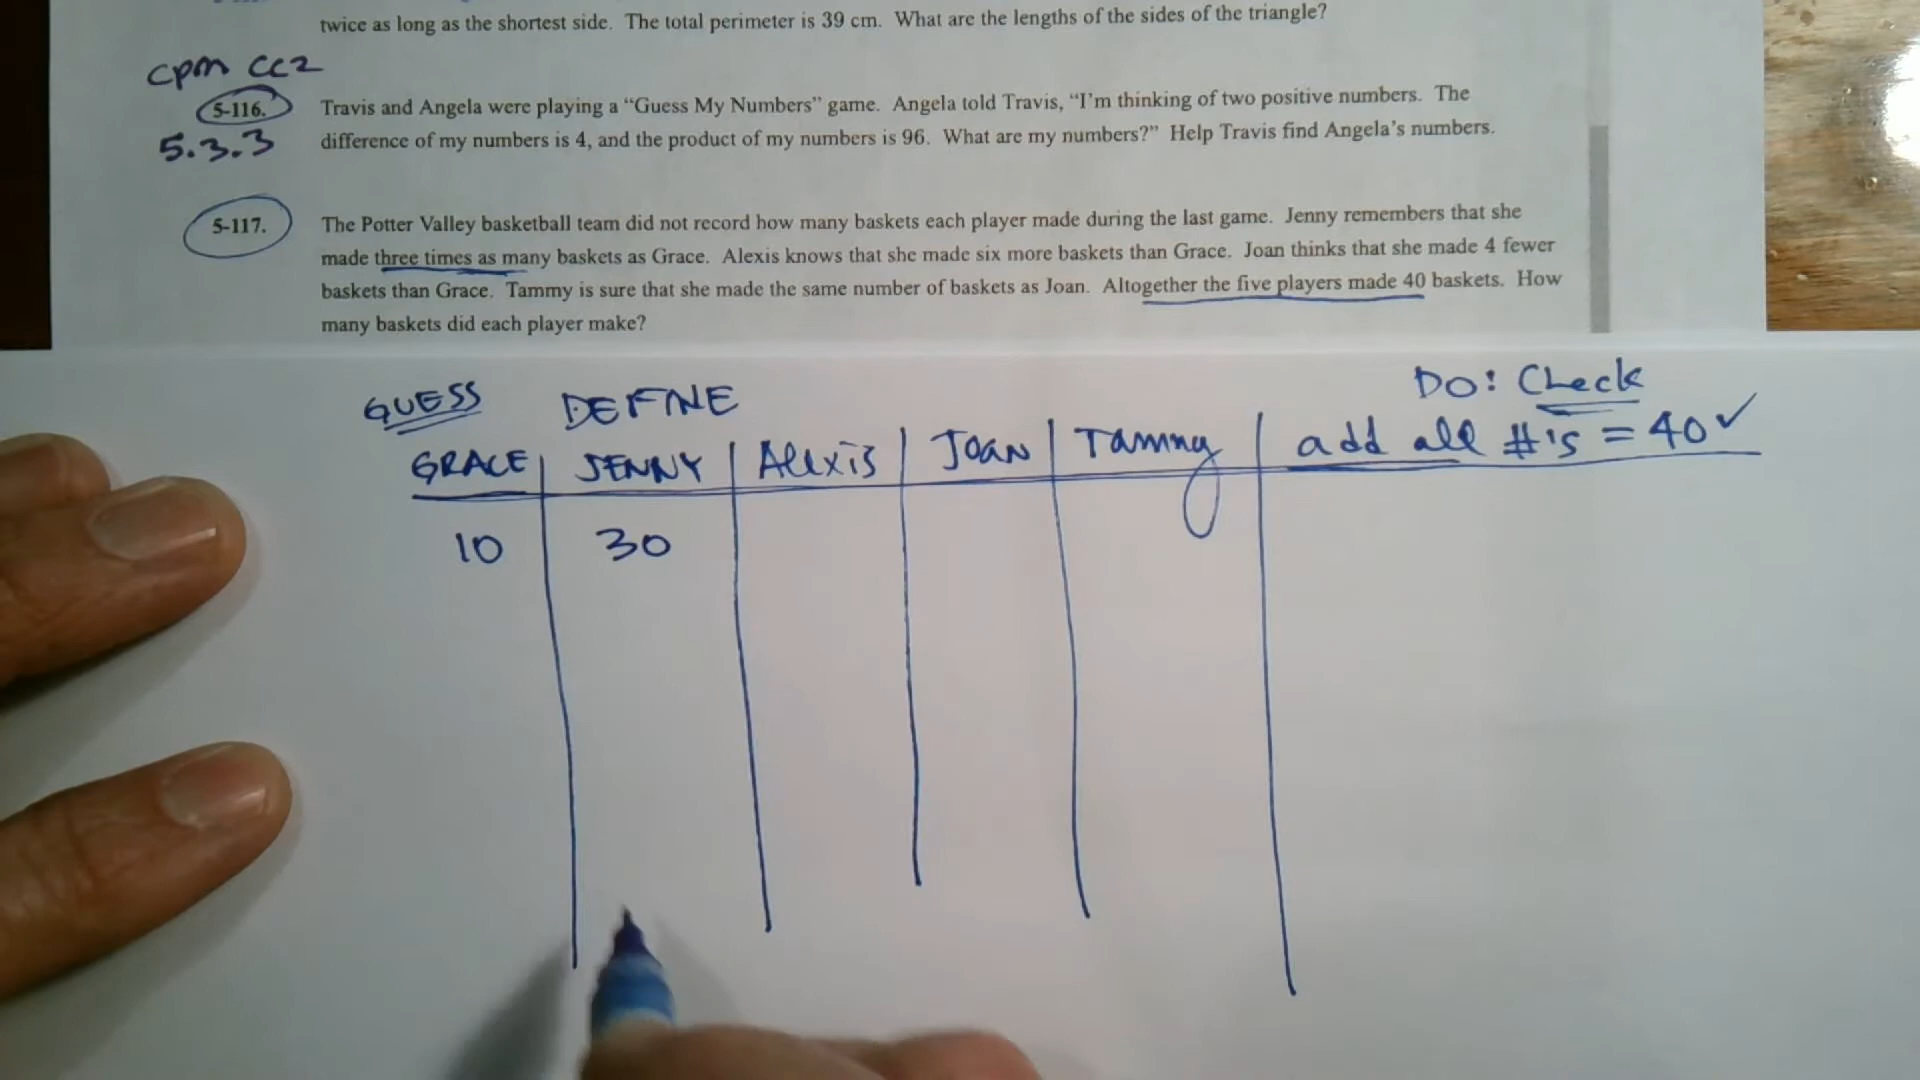 twice as long as the shortest side. The total perimeter is 39 cm. What are the lengths of the sides of the triangle?
cpm cc2
5-116. Travis and Angela were playing a “Guess My Numbers” game. Angela told Travis, “I’m thinking of two positive numbers. The
5.3.3 difference of my numbers is 4, and the product of my numbers is 96. What are my numbers?” Help Travis find Angela’s numbers.
5-117. The Potter Valley basketball team did not record how many baskets each player made during the last game. Jenny remembers that she
made three times as many baskets as Grace. Alexis knows that she made six more baskets than Grace. Joan thinks that she made 4 fewer
baskets than Grace. Tammy is sure that she made the same number of baskets as Joan. Altogether the five players made 40 baskets. How
many baskets did each player make?
GUESS DEFINE DO: Check
GRACE JENNY Alexis JOAN Tammy add all #'s = 40 ✓
10 30